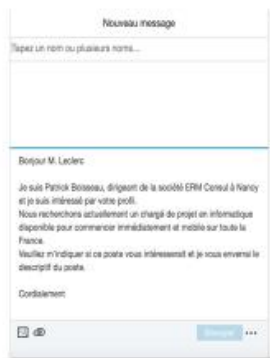 Nouveau message
Tapez un nom ou plusieurs noms...
Bonjour M. Leclerc
Je suis Patrick Boisseau, dirigeant de la société ERM Consul à Nancy
et je suis intéressé par votre profil.
Nous recherchons actuellement un chargé de projet en informatique
disponible pour commencer immédiatement et mobile sur toute la
France.
Veuillez m'indiquer si ce poste vous intéresserait et je vous enverrai le
descriptif du poste.
Cordialement
Envoyer